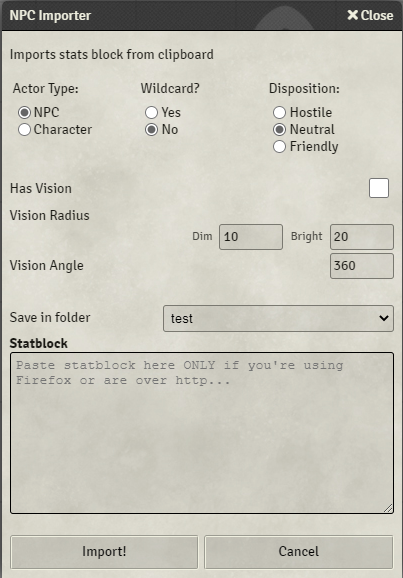 NPC Importer
Close
Imports stats block from clipboard
Actor Type: Wildcard? Disposition:
NPC Yes Hostile
Character No Neutral
Friendly
Has Vision
Vision Radius
Dim 10 Bright 20
Vision Angle 360
Save in folder test
Statblock
Paste statblock here ONLY if you're using
Firefox or are over http...
Import! Cancel